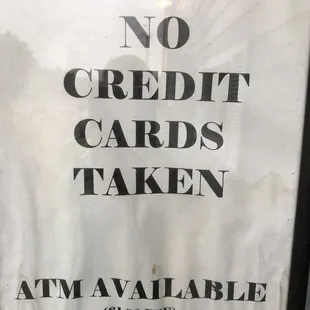 NO
CREDIT
CARDS
TAKEN
ATM AVAILABLE